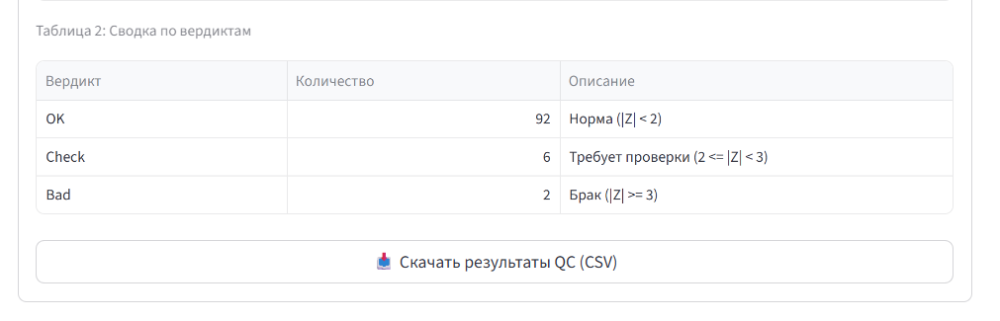 Таблица 2: Сводка по вердиктам
Вердикт Количество Описание
OK 92 Норма (|Z| < 2)
Check 6 Требует проверки (2 <= |Z| < 3)
Bad 2 Брак (|Z| >= 3)
Скачать результаты QC (CSV)